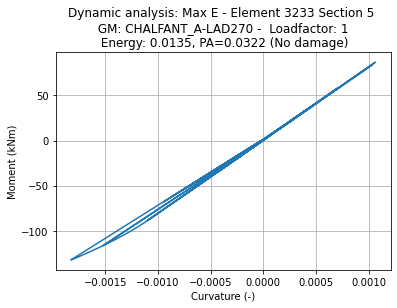 Dynamic analysis: Max E - Element 3233 Section 5
GM: CHALFANT_A-LAD270 - Loadfactor: 1
Energy: 0.0135, PA=0.0322 (No damage)
Moment (kNm)
50
0
−50
−100
−0.0015 −0.0010 −0.0005 0.0000 0.0005 0.0010
Curvature (-)